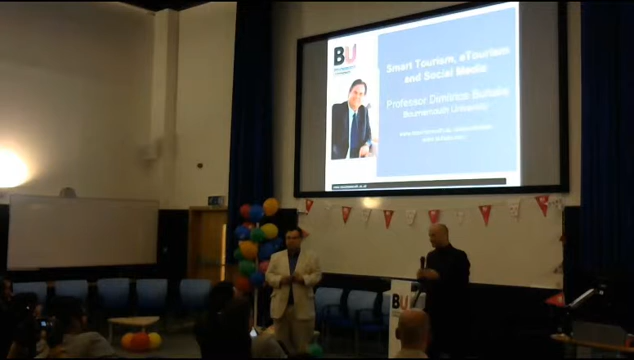 BU
Smart Tourism, eTourism
and Social Media
Professor Dimitrios Buhalis
Bournemouth University
BU